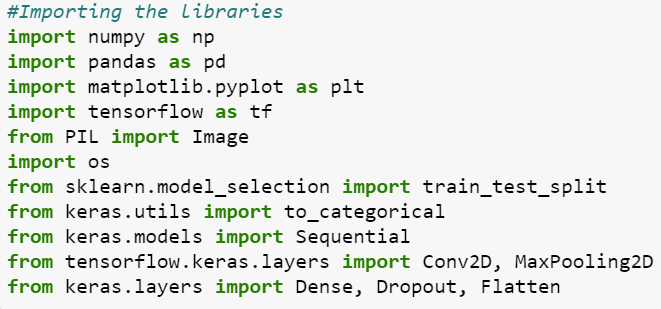 #Importing the libraries
import numpy as np
import pandas as pd
import matplotlib.pyplot as plt
import tensorflow as tf
from PIL import Image
import os
from sklearn.model_selection import train_test_split
from keras.utils import to_categorical
from keras.models import Sequential
from tensorflow.keras.layers import Conv2D, MaxPooling2D
from keras.layers import Dense, Dropout, Flatten